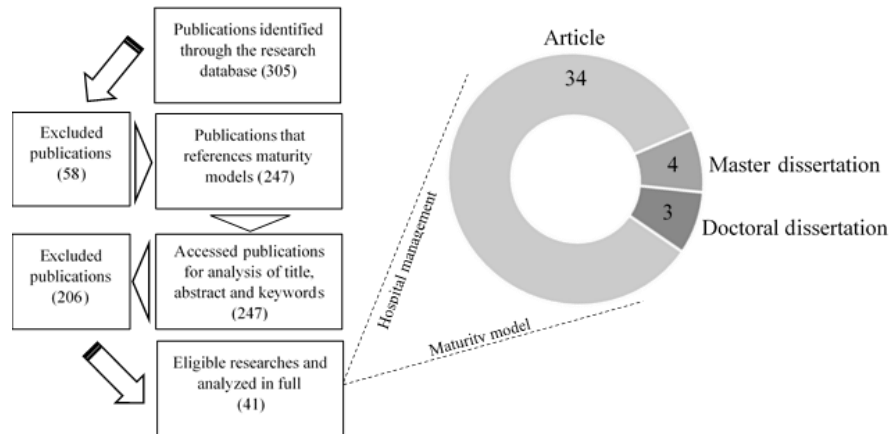 Publications identified
through the research
database (305)
Excluded
publications
(58)
Publications that
references maturity
models (247)
Excluded
publications
(206)
Accessed publications
for analysis of title,
abstract and keywords
(247)
Eligible researches and
analyzed in full
(41)
Hospital management
Maturity model
Article
34
4
Master dissertation
3
Doctoral dissertation